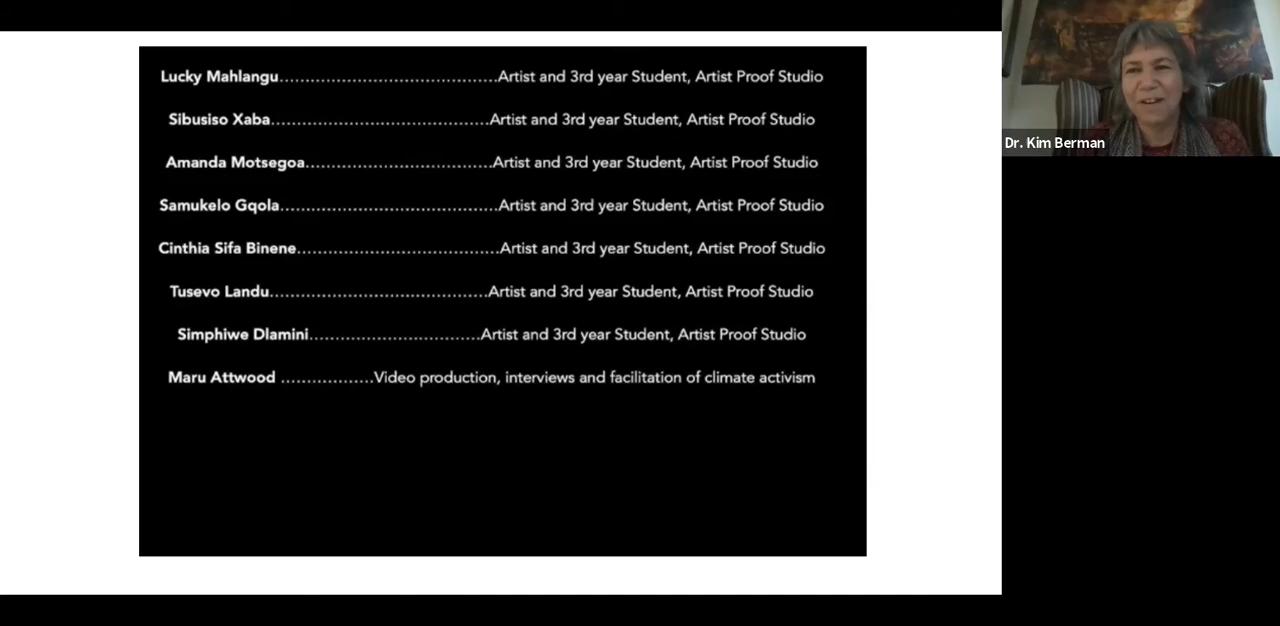 Lucky Mahlangu..........................................Artist and 3rd year Student, Artist Proof Studio
Sibusiso Xaba..........................................Artist and 3rd year Student, Artist Proof Studio
Amanda Motsegoa....................................Artist and 3rd year Student, Artist Proof Studio
Samukelo Gqola..........................................Artist and 3rd year Student, Artist Proof Studio
Cinthia Sifa Binene.......................................Artist and 3rd year Student, Artist Proof Studio
Tusevo Landu..........................................Artist and 3rd year Student, Artist Proof Studio
Simphiwe Dlamini.................................Artist and 3rd year Student, Artist Proof Studio
Maru Attwood ..................Video production, interviews and facilitation of climate activism
Dr. Kim Berman